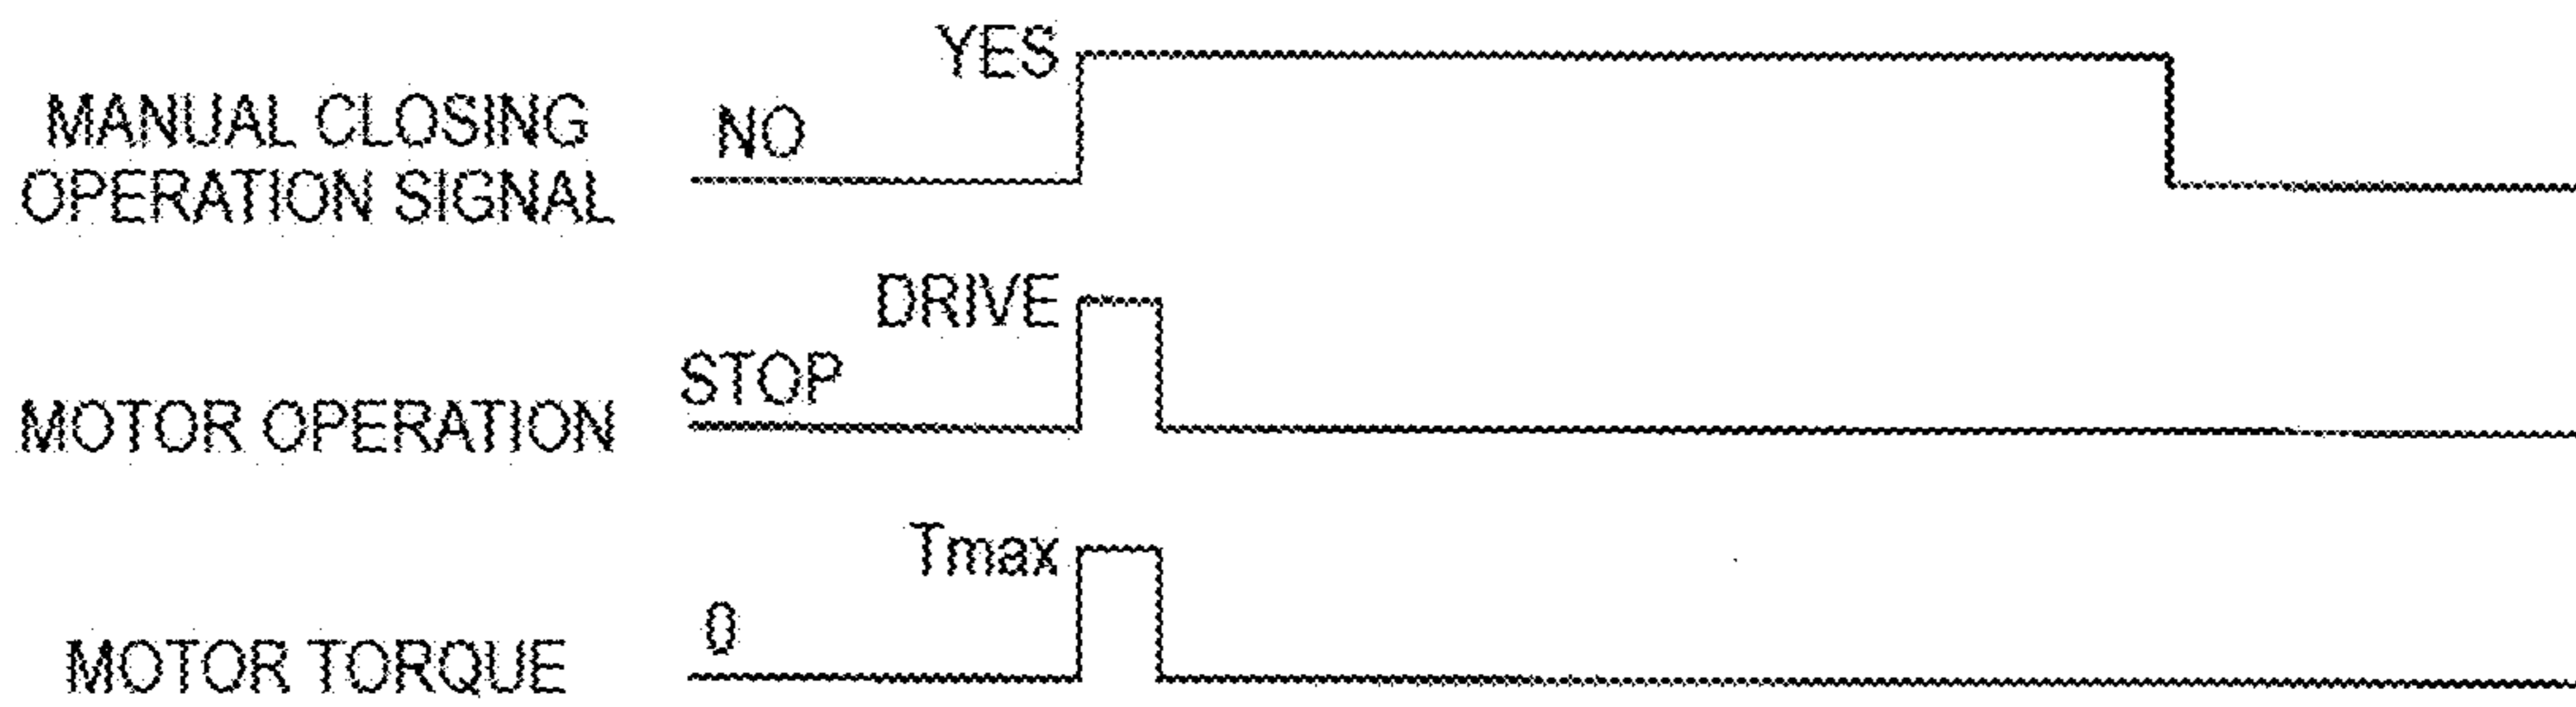 YES
NO
MANUAL CLOSING
OPERATION SIGNAL
DRIVE
STOP
MOTOR OPERATION
Tmax
0
MOTOR TORQUE